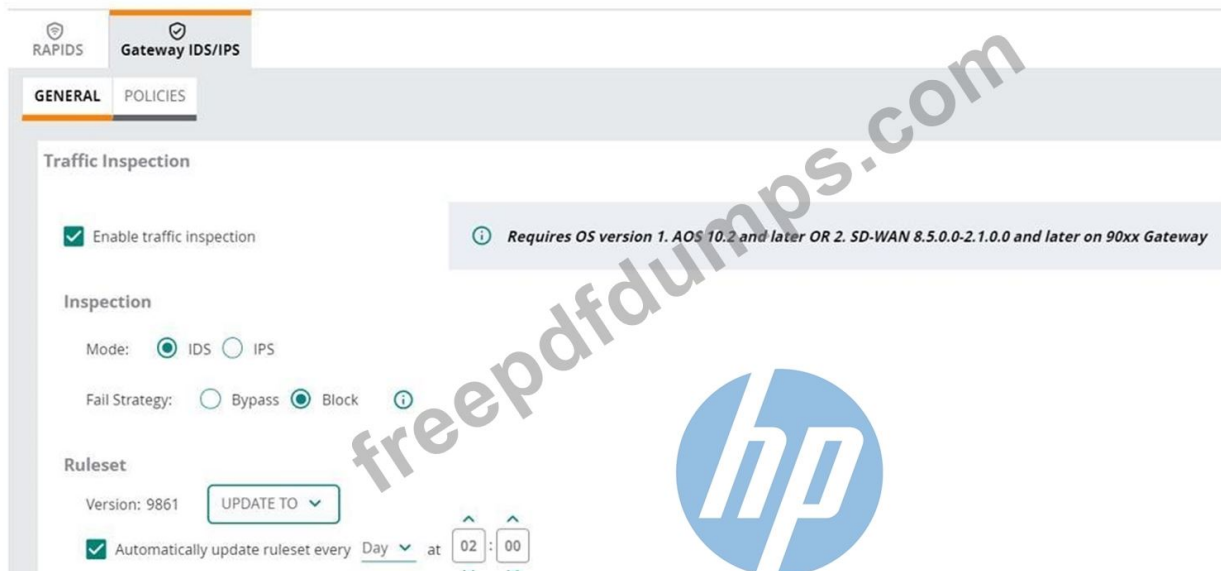 RAPIDS
Gateway IDS/IPS
GENERAL POLICIES
Traffic Inspection
Enable traffic inspection
Requires OS version 1. AOS 10.2 and later OR 2. SD-WAN 8.5.0.0-2.1.0.0 and later on 90xx Gateway
Inspection
Mode: IDS IPS
Fail Strategy: Bypass Block
Ruleset
Version: 9861 UPDATE TO
Automatically update ruleset every Day at 02 : 00
freepdfdumps.com
hp